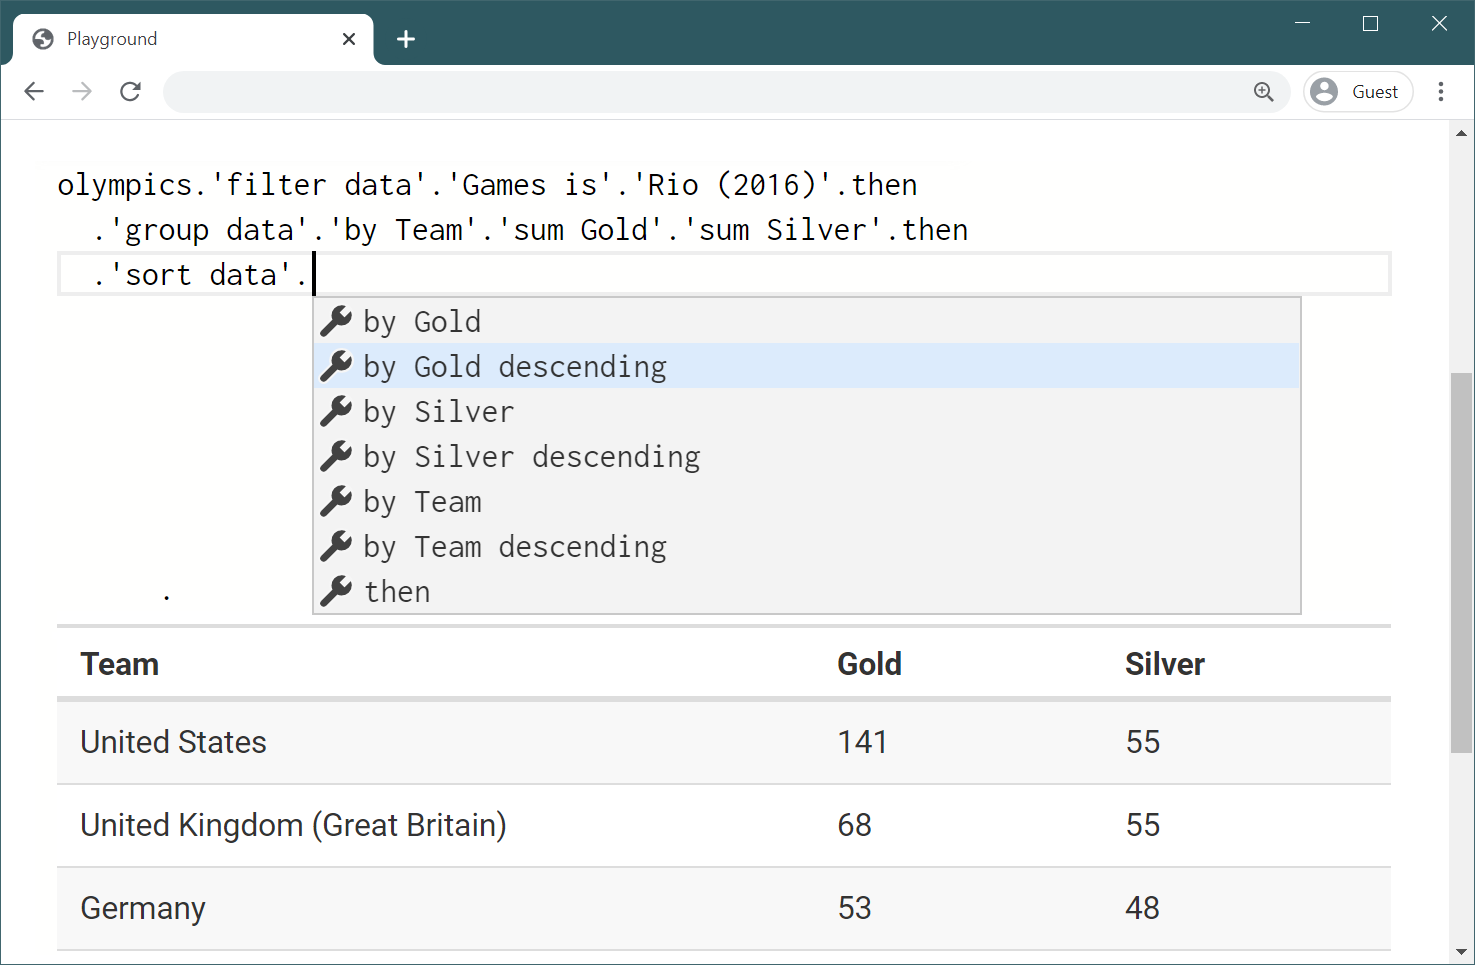 Playground
Guest
olympics.'filter data'.'Games is'.'Rio (2016)'.then
.'group data'.'by Team'.'sum Gold'.'sum Silver'.then
.'sort data'.
by Gold
by Gold descending
by Silver
by Silver descending
by Team
by Team descending
then
.
Team Gold Silver
United States 141 55
United Kingdom (Great Britain) 68 55
Germany 53 48